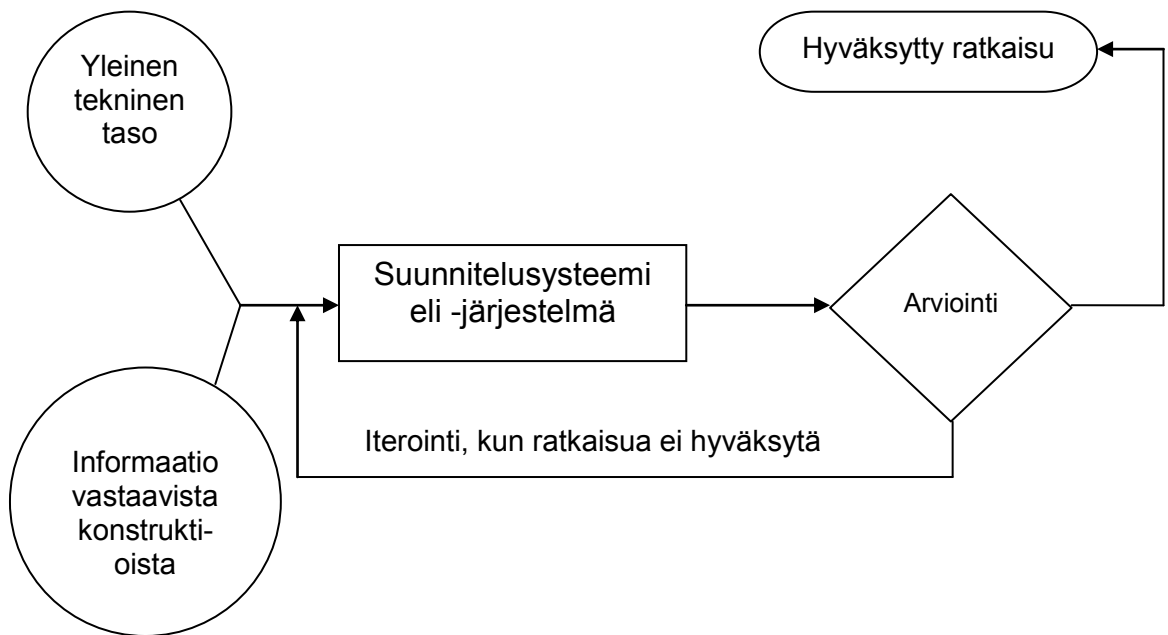 Yleinen
tekninen
taso
Hyväksytty ratkaisu
Suunnitelusysteemi
eli -järjestelmä
Arviointi
Iterointi, kun ratkaisua ei hyväksytä
Informaatio
vastaavista
konstrukti-
oista